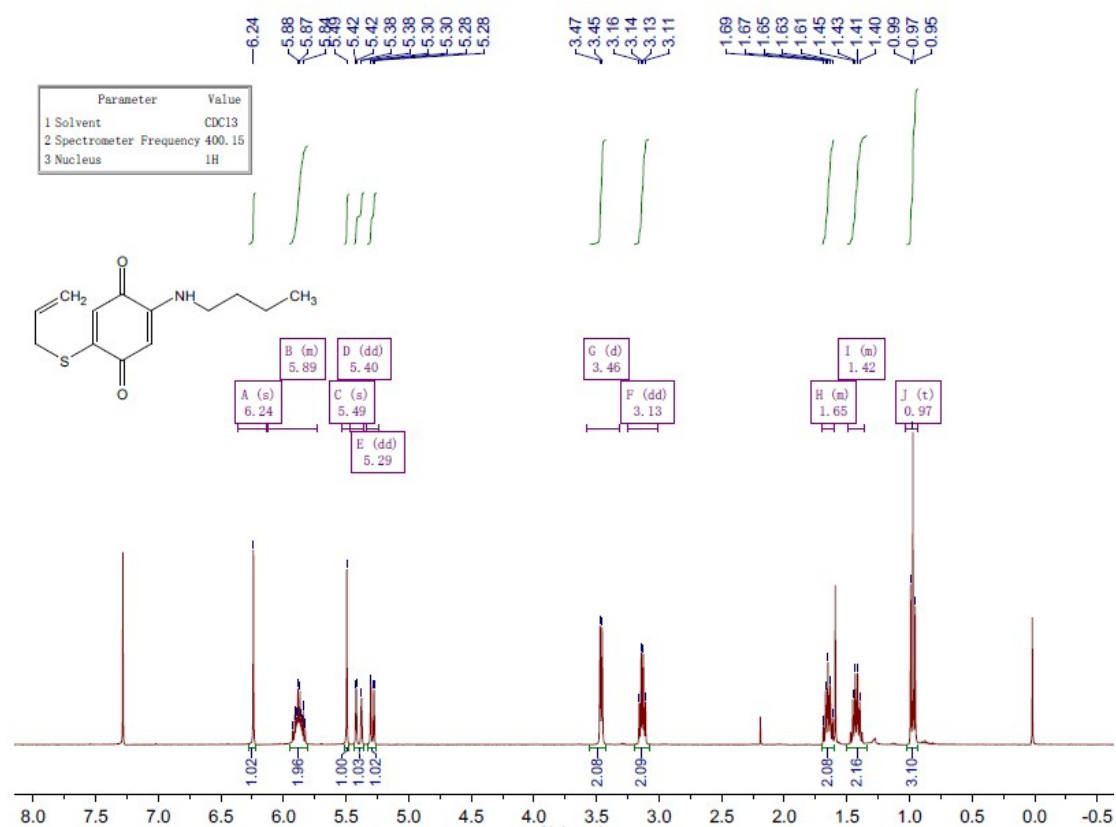 6.24
5.88
5.87
5.84
5.49
5.42
5.42
5.38
5.38
5.30
5.30
5.28
5.28
3.47
3.45
3.16
3.14
3.13
3.11
1.69
1.67
1.65
1.63
1.61
1.45
1.43
1.41
1.40
0.99
0.97
0.95
Parameter Value
1 Solvent CDCl3
2 Spectrometer Frequency 400.15
3 Nucleus 1H
O
CH2
NH
CH3
S
O
B (m)
5.89
D (dd)
5.40
G (d)
3.46
I (m)
1.42
A (s)
6.24
C (s)
5.49
F (dd)
3.13
H (m)
1.65
J (t)
0.97
E (dd)
5.29
1.02
1.96
1.00
1.03
1.02
2.08
2.09
2.08
2.16
3.10
8.0 7.5 7.0 6.5 6.0 5.5 5.0 4.5 4.0 3.5 3.0 2.5 2.0 1.5 1.0 0.5 0.0 -0.5